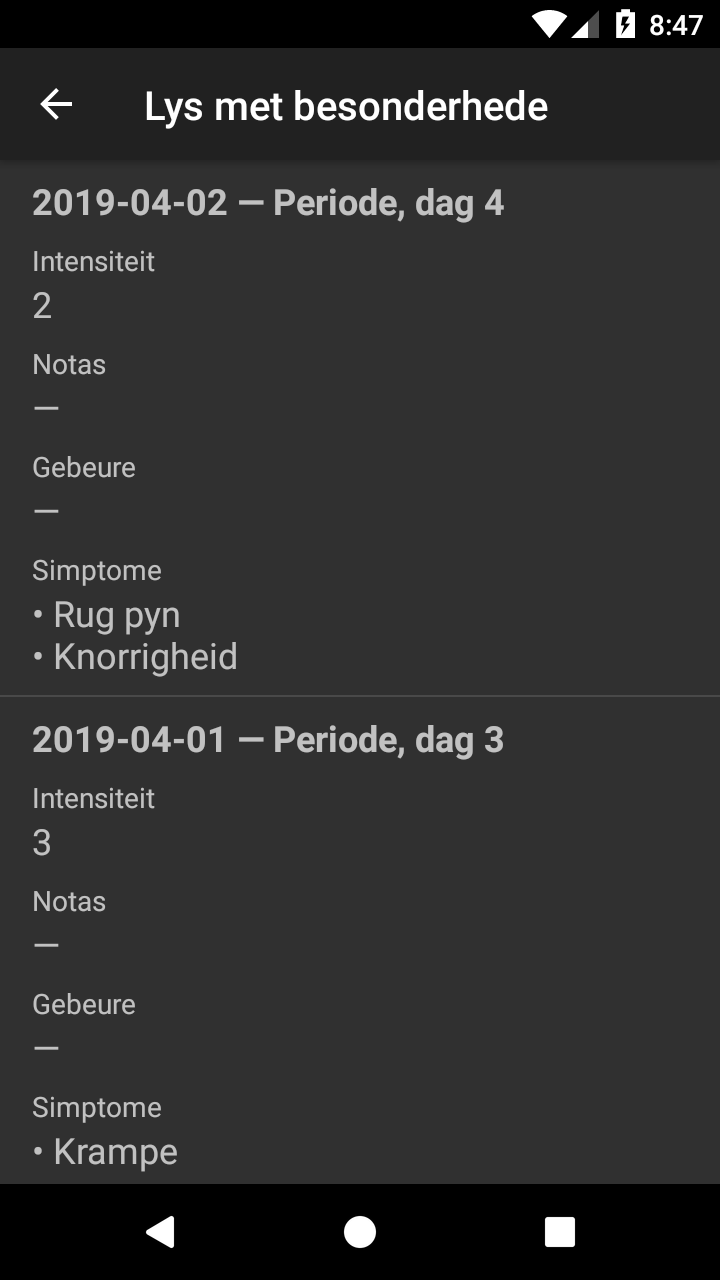 8:47
Lys met besonderhede
2019-04-02 — Periode, dag 4
Intensiteit
2
Notas
—
Gebeure
—
Simptome
• Rug pyn
• Knorrigheid
2019-04-01 — Periode, dag 3
Intensiteit
3
Notas
—
Gebeure
—
Simptome
• Krampe